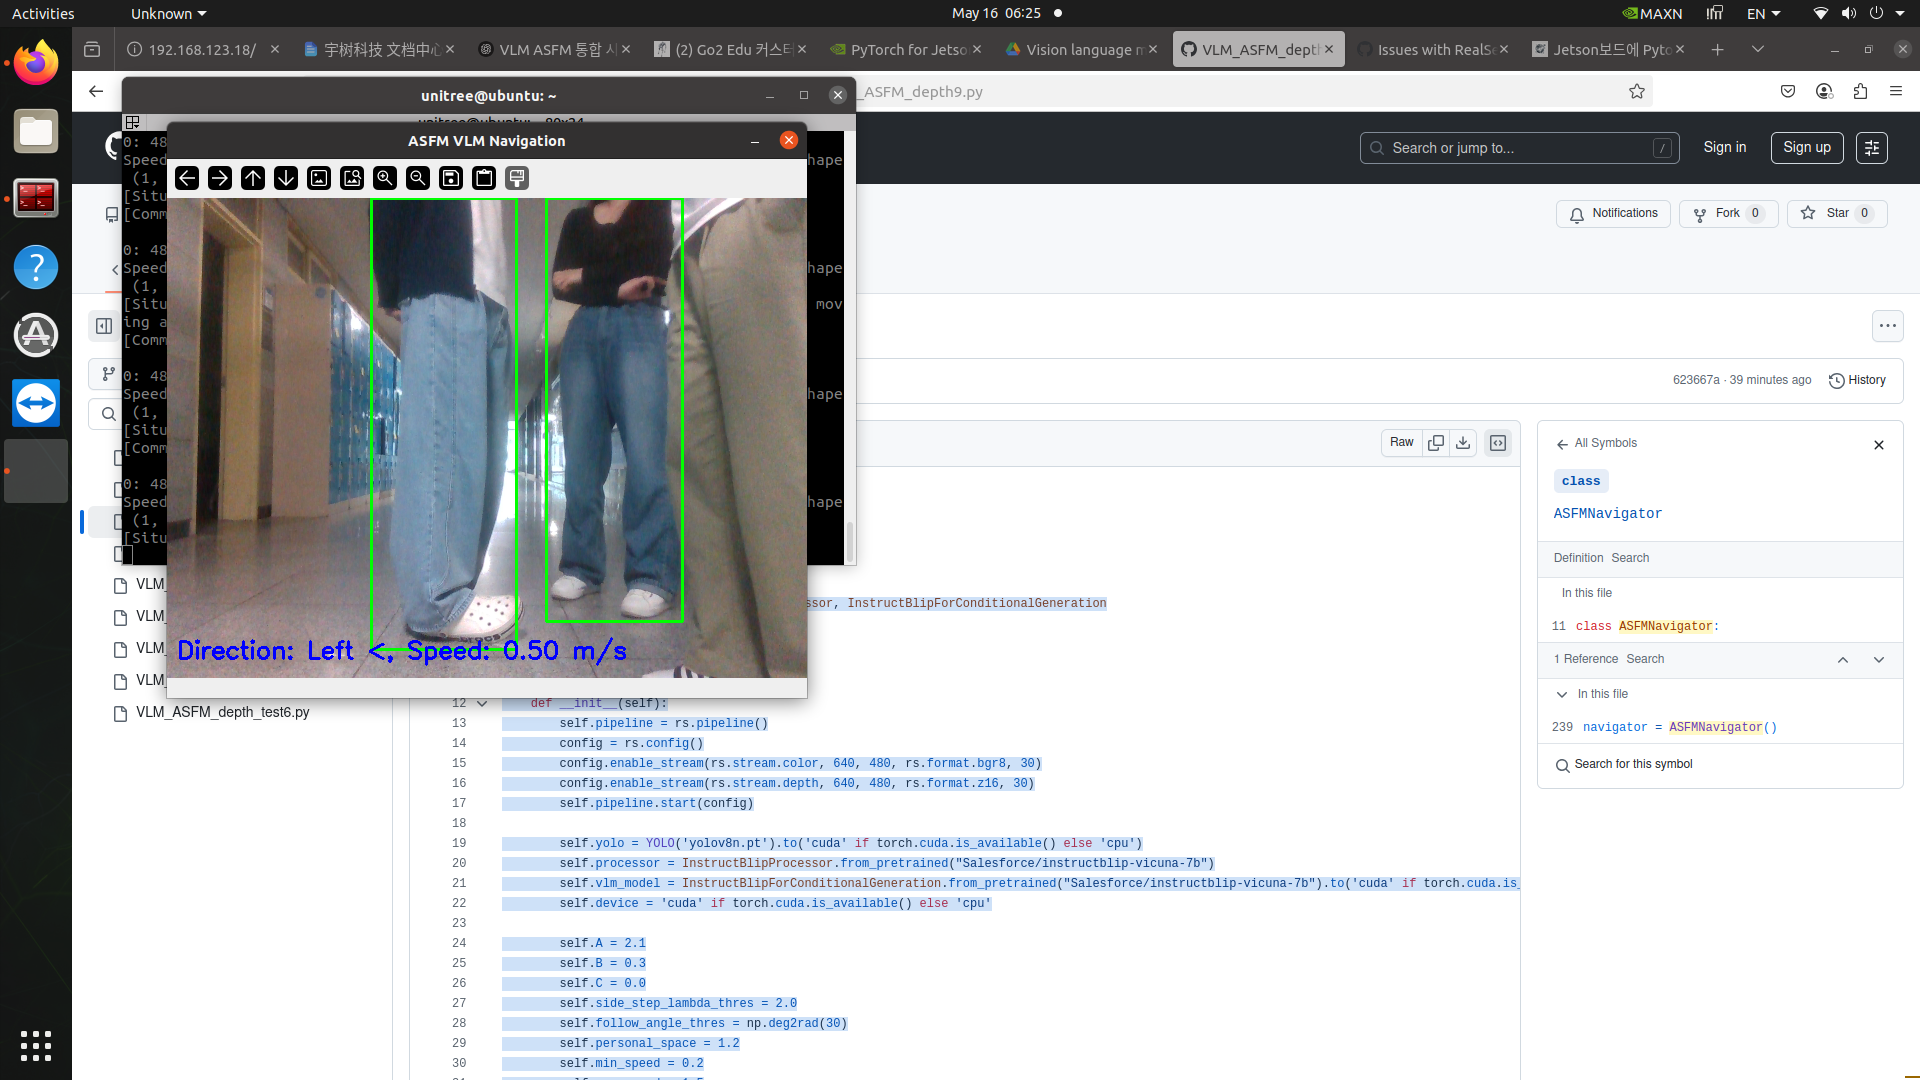 Activities
Unknown
May 16 06:25
MAXN
EN
192.168.123.18/
宇树科技 文档中心
VLM ASFM 통합 시
(2) Go2 Edu 커스터
PyTorch for Jetso
Vision language m
VLM_ASFM_dept
Issues with RealSe
Jetson보드에 Pyto
_ASFM_depth9.py
unitree@ubuntu: ~
ASFM VLM Navigation
Search or jump to...
/
Sign in
Sign up
Notifications
Fork 0
Star 0
0: 48
Speed
hape
(1,
[Situ
[Comm
0: 48
Speed
hape
(1,
[Situ
mov
ing a
[Comm
0: 48
Speed
hape
(1,
[Situ
[Comm
0: 48
Speed
hape
(1,
[Situ
Direction: Left <, Speed: 0.50 m/s
623667a · 39 minutes ago
History
Raw
VLM_
VLM_
VLM_
VLM_
VLM_ASFM_depth_test6.py
sor, InstructBlipForConditionalGeneration
12 def __init__(self):
13 self.pipeline = rs.pipeline()
14 config = rs.config()
15 config.enable_stream(rs.stream.color, 640, 480, rs.format.bgr8, 30)
16 config.enable_stream(rs.stream.depth, 640, 480, rs.format.z16, 30)
17 self.pipeline.start(config)
18
19 self.yolo = YOLO('yolov8n.pt').to('cuda' if torch.cuda.is_available() else 'cpu')
20 self.processor = InstructBlipProcessor.from_pretrained("Salesforce/instructblip-vicuna-7b")
21 self.vlm_model = InstructBlipForConditionalGeneration.from_pretrained("Salesforce/instructblip-vicuna-7b").to('cuda' if torch.cuda.is_
22 self.device = 'cuda' if torch.cuda.is_available() else 'cpu'
23
24 self.A = 2.1
25 self.B = 0.3
26 self.C = 0.0
27 self.side_step_lambda_thres = 2.0
28 self.follow_angle_thres = np.deg2rad(30)
29 self.personal_space = 1.2
30 self.min_speed = 0.2
All Symbols
class
ASFMNavigator
Definition Search
In this file
11 class ASFMNavigator:
1 Reference Search
In this file
239 navigator = ASFMNavigator()
Search for this symbol